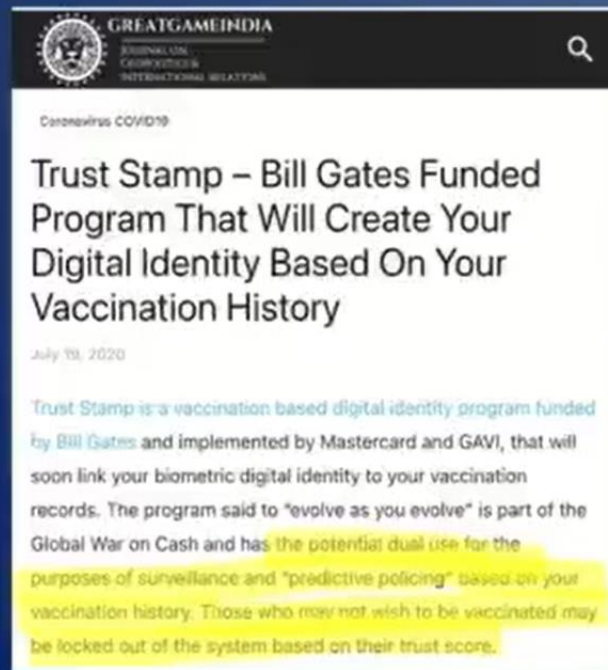 GREATGAMEINDIA
JOURNAL ON
GEOPOLITICS &
INTERNATIONAL RELATIONS
Coronavirus COVID19
Trust Stamp – Bill Gates Funded
Program That Will Create Your
Digital Identity Based On Your
Vaccination History
July 19, 2020
Trust Stamp is a vaccination based digital identity program funded
by Bill Gates and implemented by Mastercard and GAVI, that will
soon link your biometric digital identity to your vaccination
records. The program said to "evolve as you evolve" is part of the
Global War on Cash and has the potential dual use for the
purposes of surveillance and "predictive policing" based on your
vaccination history. Those who may not wish to be vaccinated may
be locked out of the system based on their trust score.